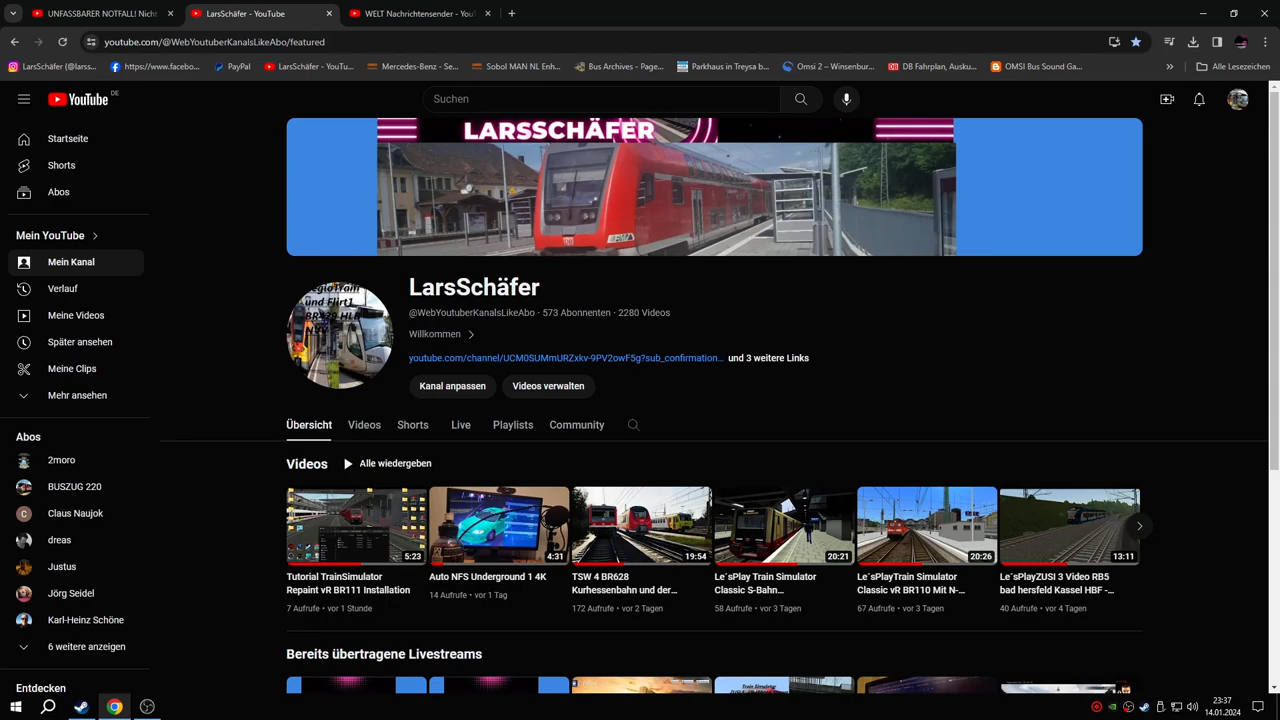 UNFASSBARER NOTFALL! Nicht
LarsSchäfer - YouTube
WELT Nachrichtensender - You
youtube.com/@WebYoutuberKanalsLikeAbo/featured
LarsSchäfer (@larss...
https://www.facebo...
PayPal
LarsSchäfer - YouTu...
Mercedes-Benz - Se...
Sobol MAN NL Enh...
Bus Archives - Page...
Parkhaus in Treysa b...
Omsi 2 – Winsenbur...
DB Fahrplan, Ausku...
OMSI Bus Sound Ga...
Alle Lesezeichen
YouTube DE
Suchen
LARSSCHÄFER
Startseite
Shorts
Abos
Mein YouTube
Mein Kanal
Verlauf
Meine Videos
Später ansehen
Meine Clips
Mehr ansehen
RegioTram
und Flirt1
LarsSchäfer
@WebYoutuberKanalsLikeAbo · 573 Abonnenten · 2280 Videos
Willkommen
youtube.com/channel/UCM0SUMmURZxkv-9PV2owF5g?sub_confirmation... und 3 weitere Links
Kanal anpassen
Videos verwalten
Übersicht
Videos
Shorts
Live
Playlists
Community
Abos
2moro
BUSZUG 220
Claus Naujok
dreas
Justus
Jörg Seidel
Karl-Heinz Schöne
6 weitere anzeigen
Entdecken
Videos
Alle wiedergeben
5:23
4:31
19:54
20:21
20:26
13:11
Tutorial TrainSimulator
Repaint vR BR111 Installation
7 Aufrufe · vor 1 Stunde
Auto NFS Underground 1 4K
14 Aufrufe · vor 1 Tag
TSW 4 BR628
Kurhessenbahn und der...
172 Aufrufe · vor 2 Tagen
Le´sPlay Train Simulator
Classic S-Bahn...
58 Aufrufe · vor 3 Tagen
Le´sPlayTrain Simulator
Classic vR BR110 Mit N-...
67 Aufrufe · vor 3 Tagen
Le´sPlayZUSI 3 Video RB5
bad hersfeld Kassel HBF -...
40 Aufrufe · vor 4 Tagen
Bereits übertragene Livestreams
23:37
14.01.2024